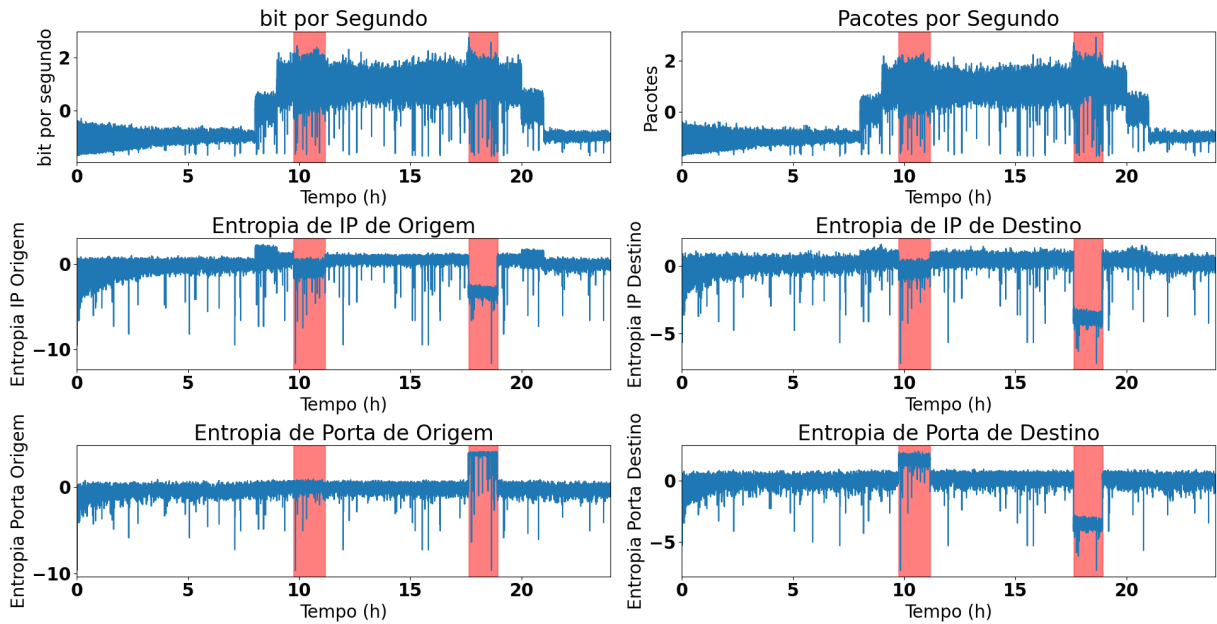 bit por Segundo
bit por segundo
2
0
0 5 10 15 20
Tempo (h)
Pacotes por Segundo
Pacotes
2
0
0 5 10 15 20
Tempo (h)
Entropia de IP de Origem
Entropia IP Origem
0
−10
0 5 10 15 20
Tempo (h)
Entropia de IP de Destino
Entropia IP Destino
0
−5
0 5 10 15 20
Tempo (h)
Entropia de Porta de Origem
Entropia Porta Origem
0
−10
0 5 10 15 20
Tempo (h)
Entropia de Porta de Destino
Entropia Porta Destino
0
−5
0 5 10 15 20
Tempo (h)